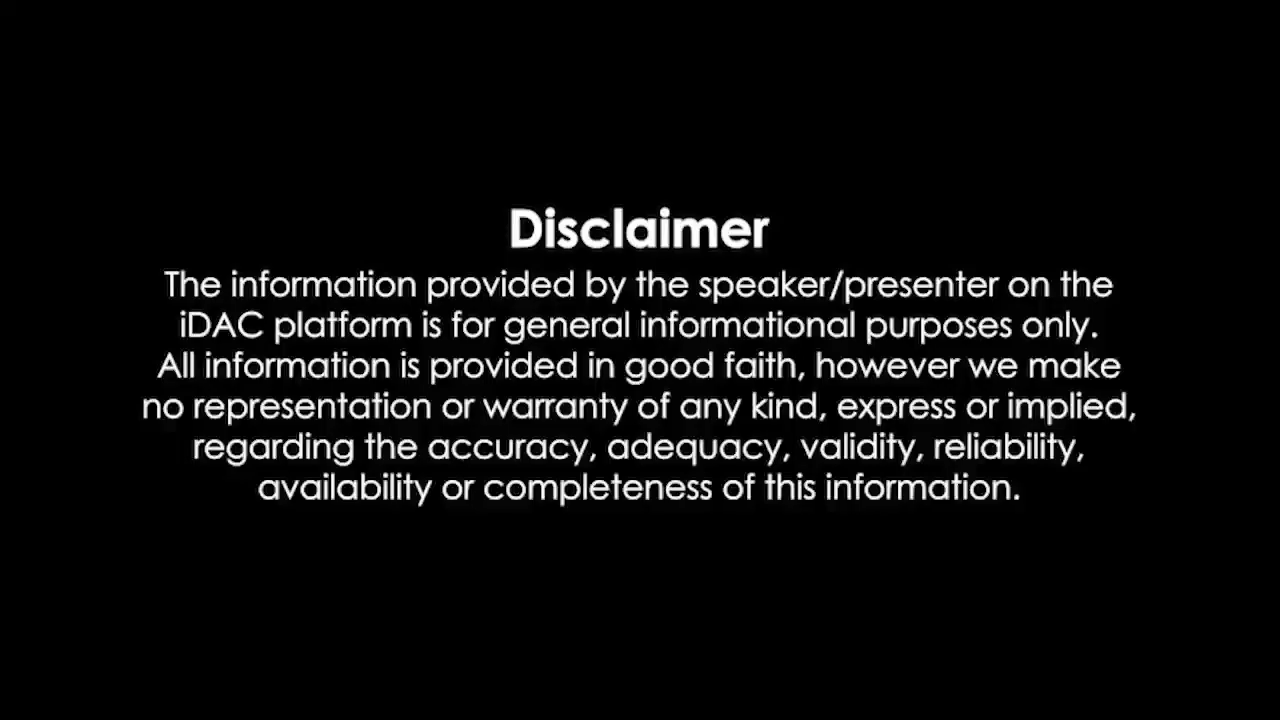 Disclaimer
The information provided by the speaker/presenter on the
iDAC platform is for general informational purposes only.
All information is provided in good faith, however we make
no representation or warranty of any kind, express or implied,
regarding the accuracy, adequacy, validity, reliability,
availability or completeness of this information.